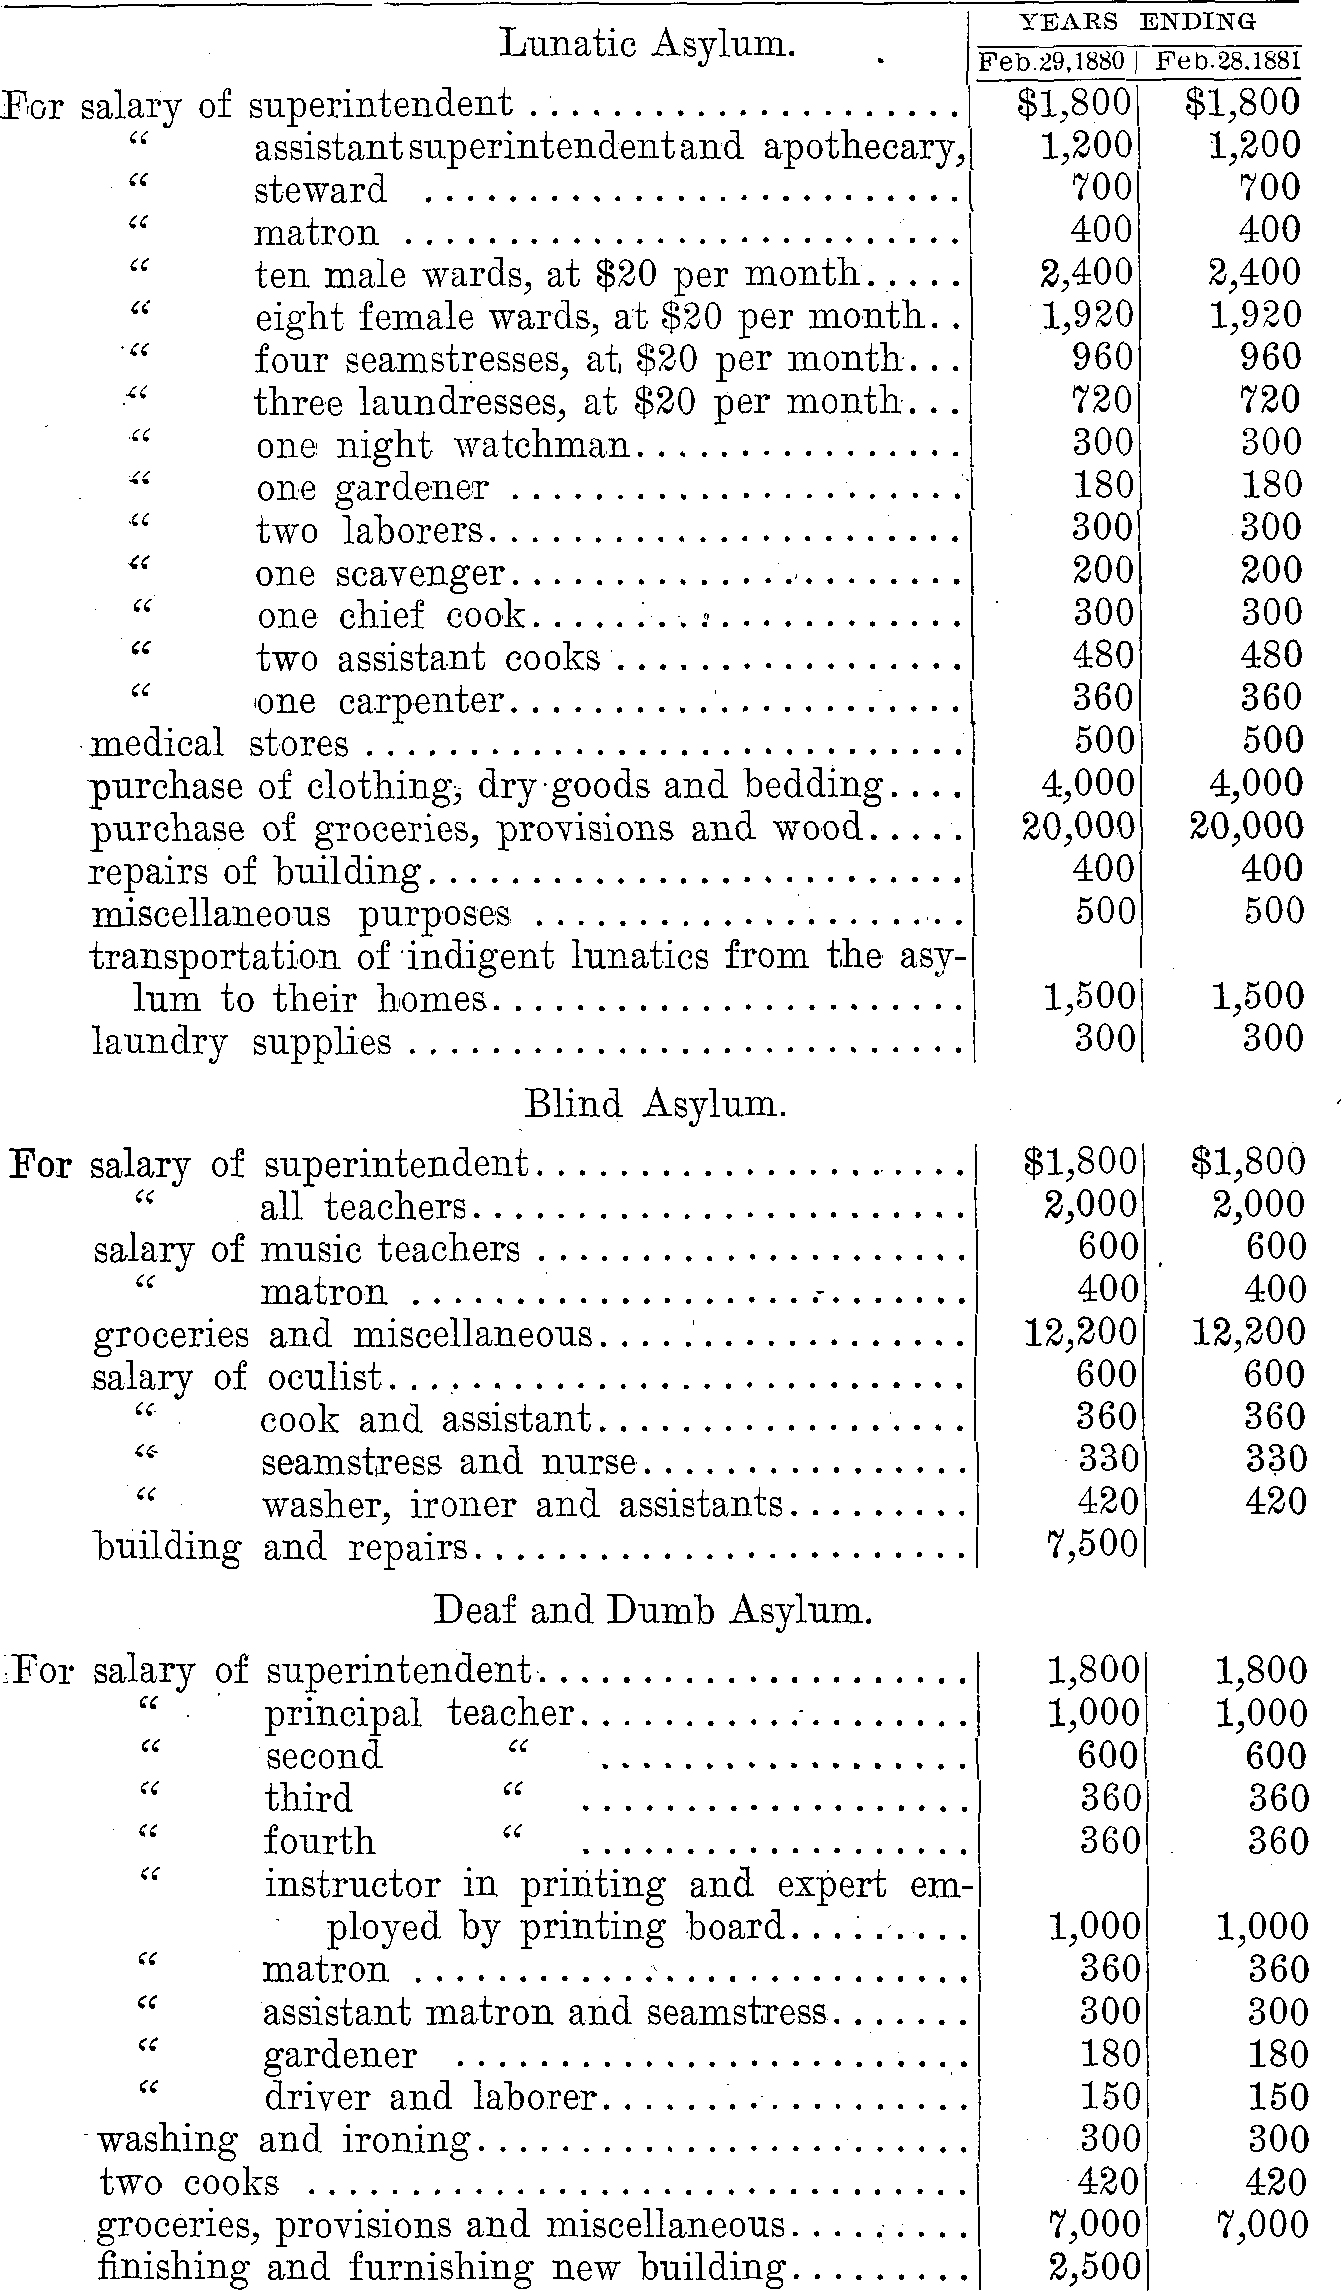 Lunatic Asylum. YEARS ENDING
Feb.29,1880 Feb.28.1881
For salary of superintendent .................... $1,800 $1,800
“ assistant superintendent and apothecary, 1,200 1,200
“ steward .......................... 700 700
“ matron ........................... 400 400
“ ten male wards, at $20 per month..... 2,400 2,400
“ eight female wards, at $20 per month.. 1,920 1,920
“ four seamstresses, at $20 per month... 960 960
“ three laundresses, at $20 per month... 720 720
“ one night watchman................ 300 300
“ one gardener ...................... 180 180
“ two laborers....................... 300 300
“ one scavenger...................... 200 200
“ one chief cook..................... 300 300
“ two assistant cooks ................. 480 480
“ one carpenter...................... 360 360
medical stores ............................. 500 500
purchase of clothing, dry goods and bedding.... 4,000 4,000
purchase of groceries, provisions and wood..... 20,000 20,000
repairs of building.......................... 400 400
miscellaneous purposes ..................... 500 500
transportation of indigent lunatics from the asy-
lum to their homes....................... 1,500 1,500
laundry supplies ........................... 300 300
Blind Asylum.
For salary of superintendent..................... $1,800 $1,800
“ all teachers........................ 2,000 2,000
salary of music teachers ..................... 600 600
“ matron ........................... 400 400
groceries and miscellaneous.................. 12,200 12,200
salary of oculist............................ 600 600
“ cook and assistant.................. 360 360
“ seamstress and nurse................ 330 330
“ washer, ironer and assistants......... 420 420
building and repairs........................ 7,500
Deaf and Dumb Asylum.
For salary of superintendent..................... 1,800 1,800
“ principal teacher................... 1,000 1,000
“ second “ .................. 600 600
“ third “ ................... 360 360
“ fourth “ ................... 360 360
“ instructor in printing and expert em-
ployed by printing board......... 1,000 1,000
“ matron ........................... 360 360
“ assistant matron and seamstress....... 300 300
“ gardener ......................... 180 180
“ driver and laborer.................. 150 150
washing and ironing........................ 300 300
two cooks ................................ 420 420
groceries, provisions and miscellaneous......... 7,000 7,000
finishing and furnishing new building......... 2,500